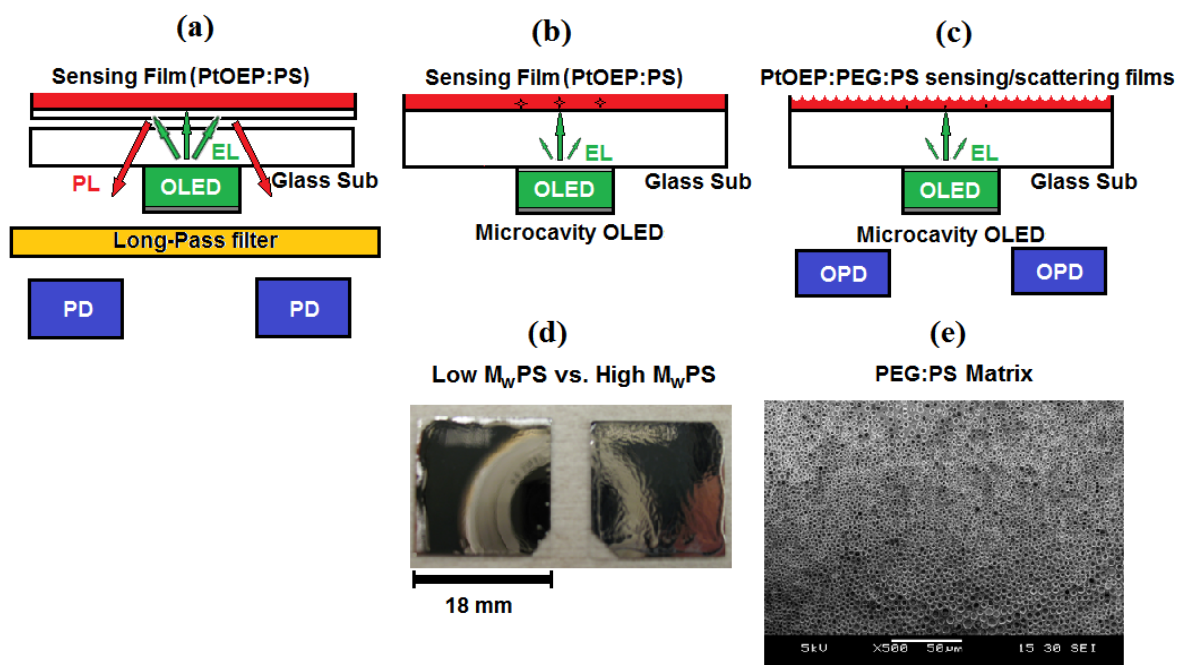 (a)
Sensing Film (PtOEP:PS)
EL
PL
OLED
Glass Sub
Long-Pass filter
PD
PD
(b)
Sensing Film (PtOEP:PS)
EL
OLED
Glass Sub
Microcavity OLED
(c)
PtOEP:PEG:PS sensing/scattering films
EL
OLED
Glass Sub
Microcavity OLED
OPD
OPD
(d)
Low MWPS vs. High MWPS
18 mm
(e)
PEG:PS Matrix
5kV X500 50µm 15 30 SEI